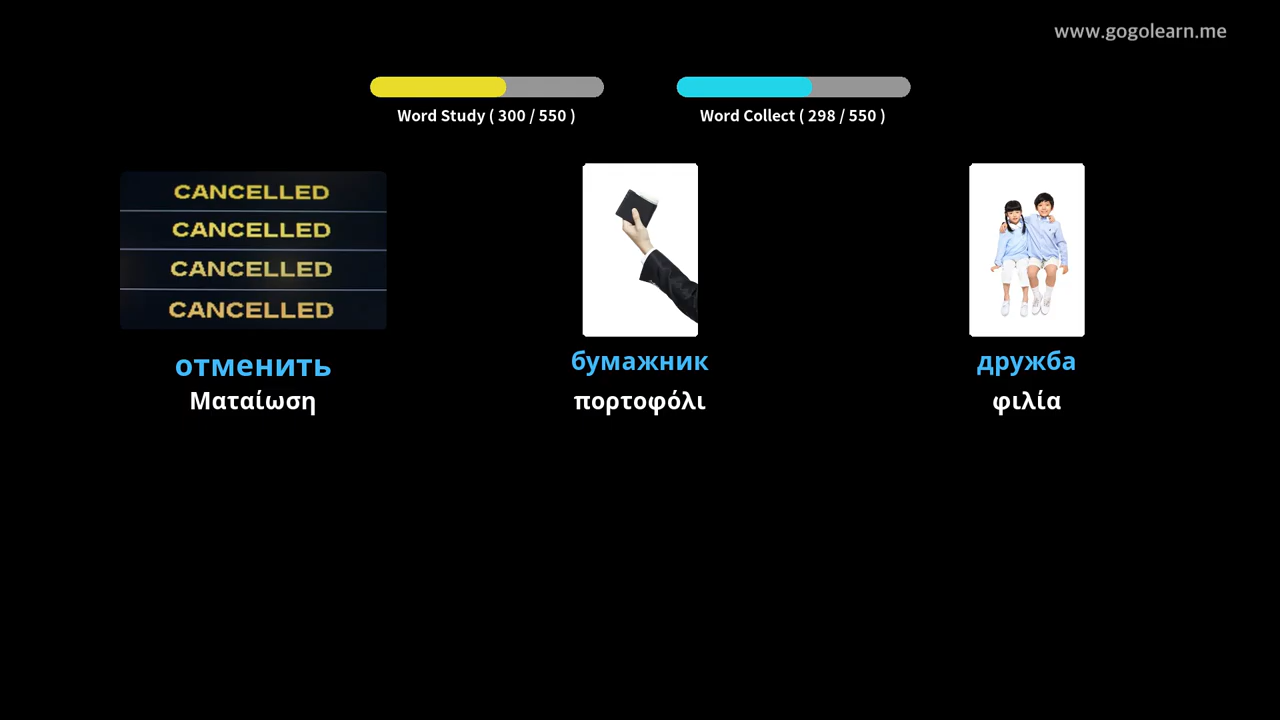 www.gogolearn.me
Word Study ( 300 / 550 )
Word Collect ( 298 / 550 )
CANCELLED
CANCELLED
CANCELLED
CANCELLED
отменить
Ματαίωση
бумажник
πορτοφόλι
дружба
φιλία